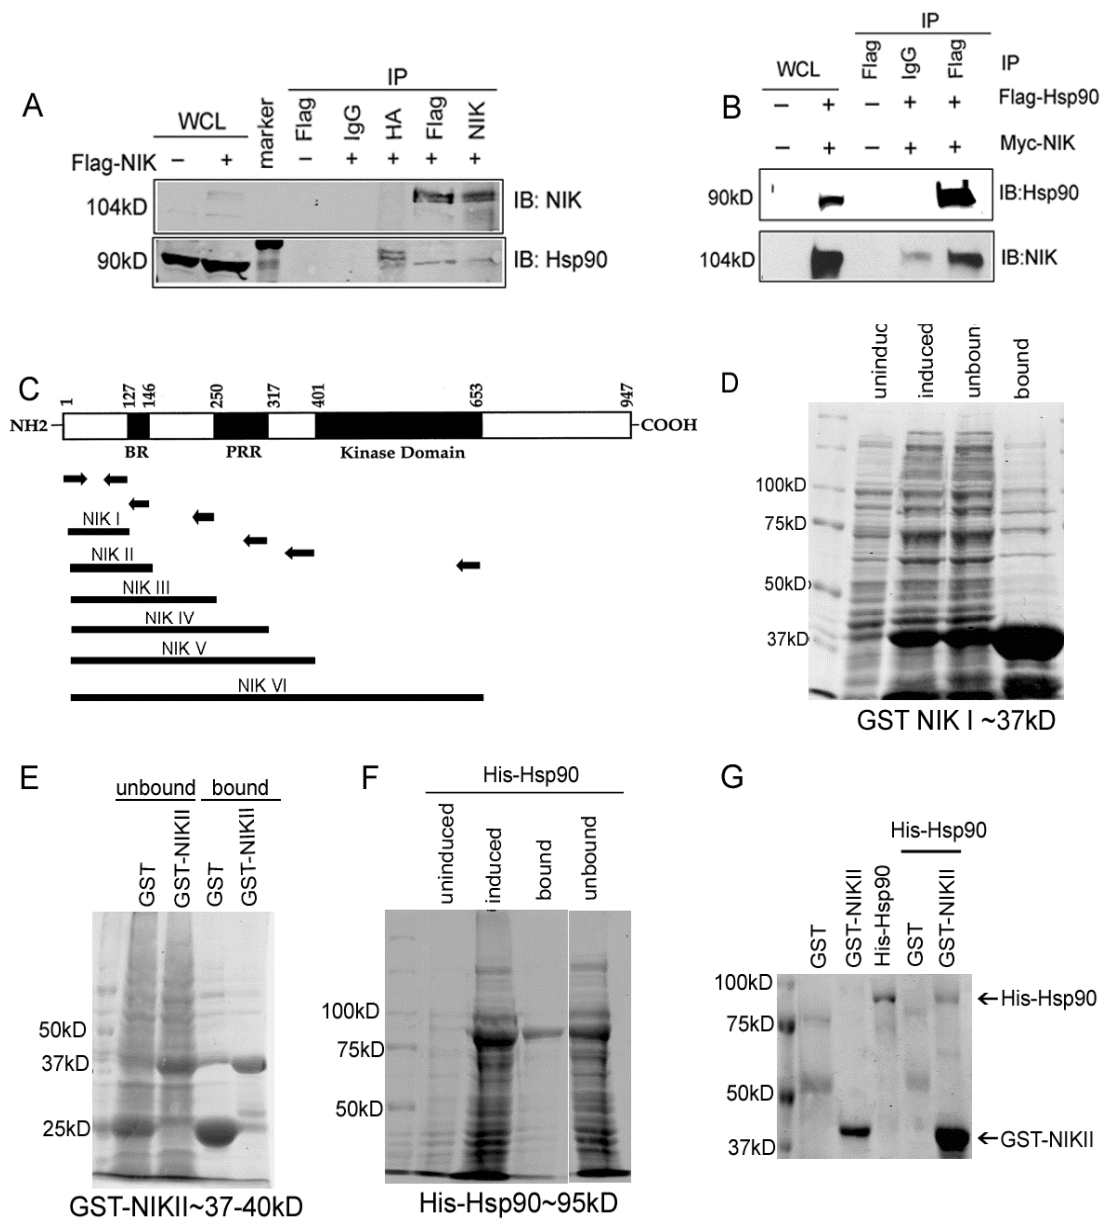 A
WCL
marker
IP
Flag
IgG
HA
Flag
NIK
Flag-NIK
– + – + + + +
104kD
IB: NIK
90kD
IB: Hsp90
B
WCL
IP
Flag
IgG
Flag
IP
– + – + + Flag-Hsp90
– + – + + Myc-NIK
90kD
IB:Hsp90
104kD
IB:NIK
C
1 127 146 250 317 401 653 947
NH2 COOH
BR PRR Kinase Domain
NIK I
NIK II
NIK III
NIK IV
NIK V
NIK VI
D
uninduc
induced
unboun
bound
100kD
75kD
50kD
37kD
GST NIK I ~37kD
E
unbound bound
GST
GST-NIKII
GST
GST-NIKII
50kD
37kD
25kD
GST-NIKII~37-40kD
F
His-Hsp90
uninduced
induced
bound
unbound
100kD
75kD
50kD
His-Hsp90~95kD
G
His-Hsp90
GST
GST-NIKII
His-Hsp90
GST
GST-NIKII
100kD
75kD
50kD
37kD
←His-Hsp90
←GST-NIKII